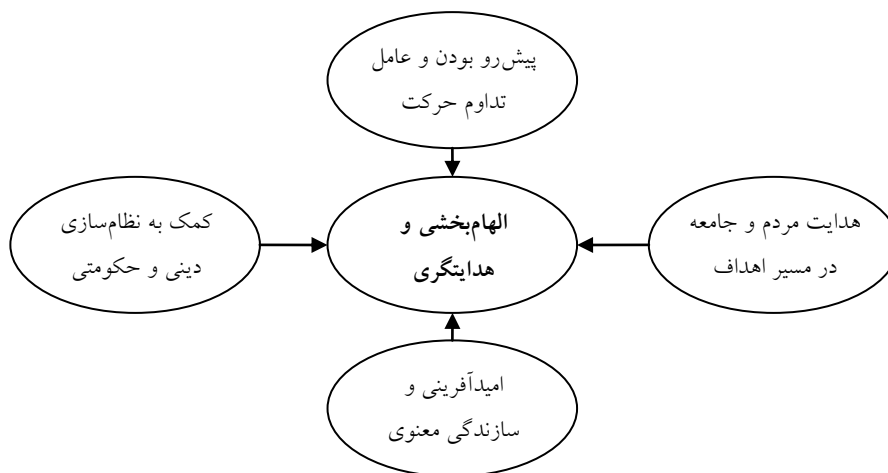 پیش‌رو بودن و عامل
تداوم حرکت
هدایت مردم و جامعه
در مسیر اهداف
الهام‌بخشی و
هدایتگری
کمک به نظام‌سازی
دینی و حکومتی
امیدآفرینی و
سازندگی معنوی